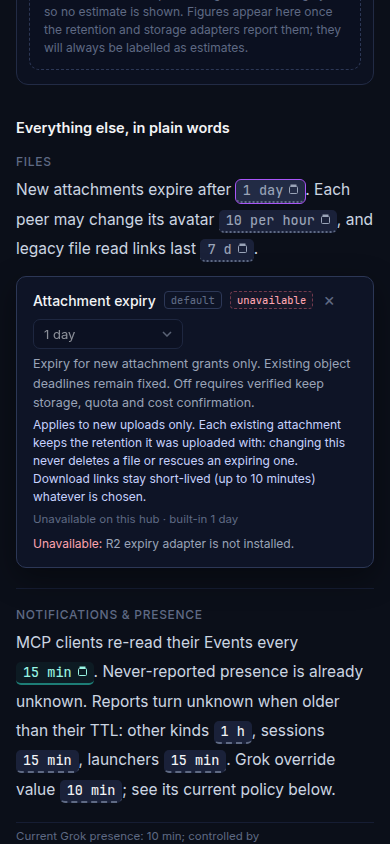 so no estimate is shown. Figures appear here once
the retention and storage adapters report them; they
will always be labelled as estimates.
Everything else, in plain words
FILES
New attachments expire after 1 day. Each
peer may change its avatar 10 per hour, and
legacy file read links last 7 d.
Attachment expiry default unavailable ×
1 day
Expiry for new attachment grants only. Existing object
deadlines remain fixed. Off requires verified keep
storage, quota and cost confirmation.
Applies to new uploads only. Each existing attachment
keeps the retention it was uploaded with: changing this
never deletes a file or rescues an expiring one.
Download links stay short-lived (up to 10 minutes)
whatever is chosen.
Unavailable on this hub · built-in 1 day
Unavailable: R2 expiry adapter is not installed.
NOTIFICATIONS & PRESENCE
MCP clients re-read their Events every
15 min. Never-reported presence is already
unknown. Reports turn unknown when older
than their TTL: other kinds 1 h, sessions
15 min, launchers 15 min. Grok override
value 10 min; see its current policy below.
Current Grok presence: 10 min; controlled by